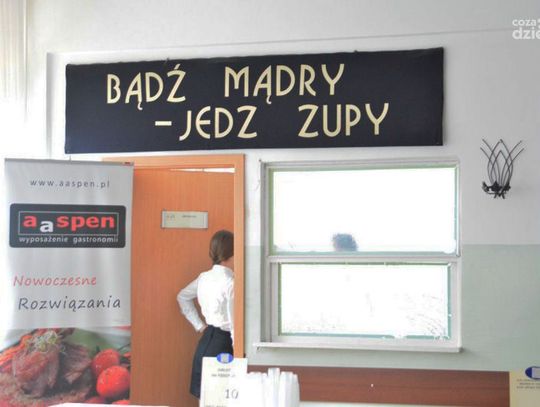 BĄDŹ MĄDRY
-JEDZ ZUPY
www.aaspen.pl
aaspen
wyposażenie gastronomii
Nowoczesne
Rozwiązania
10